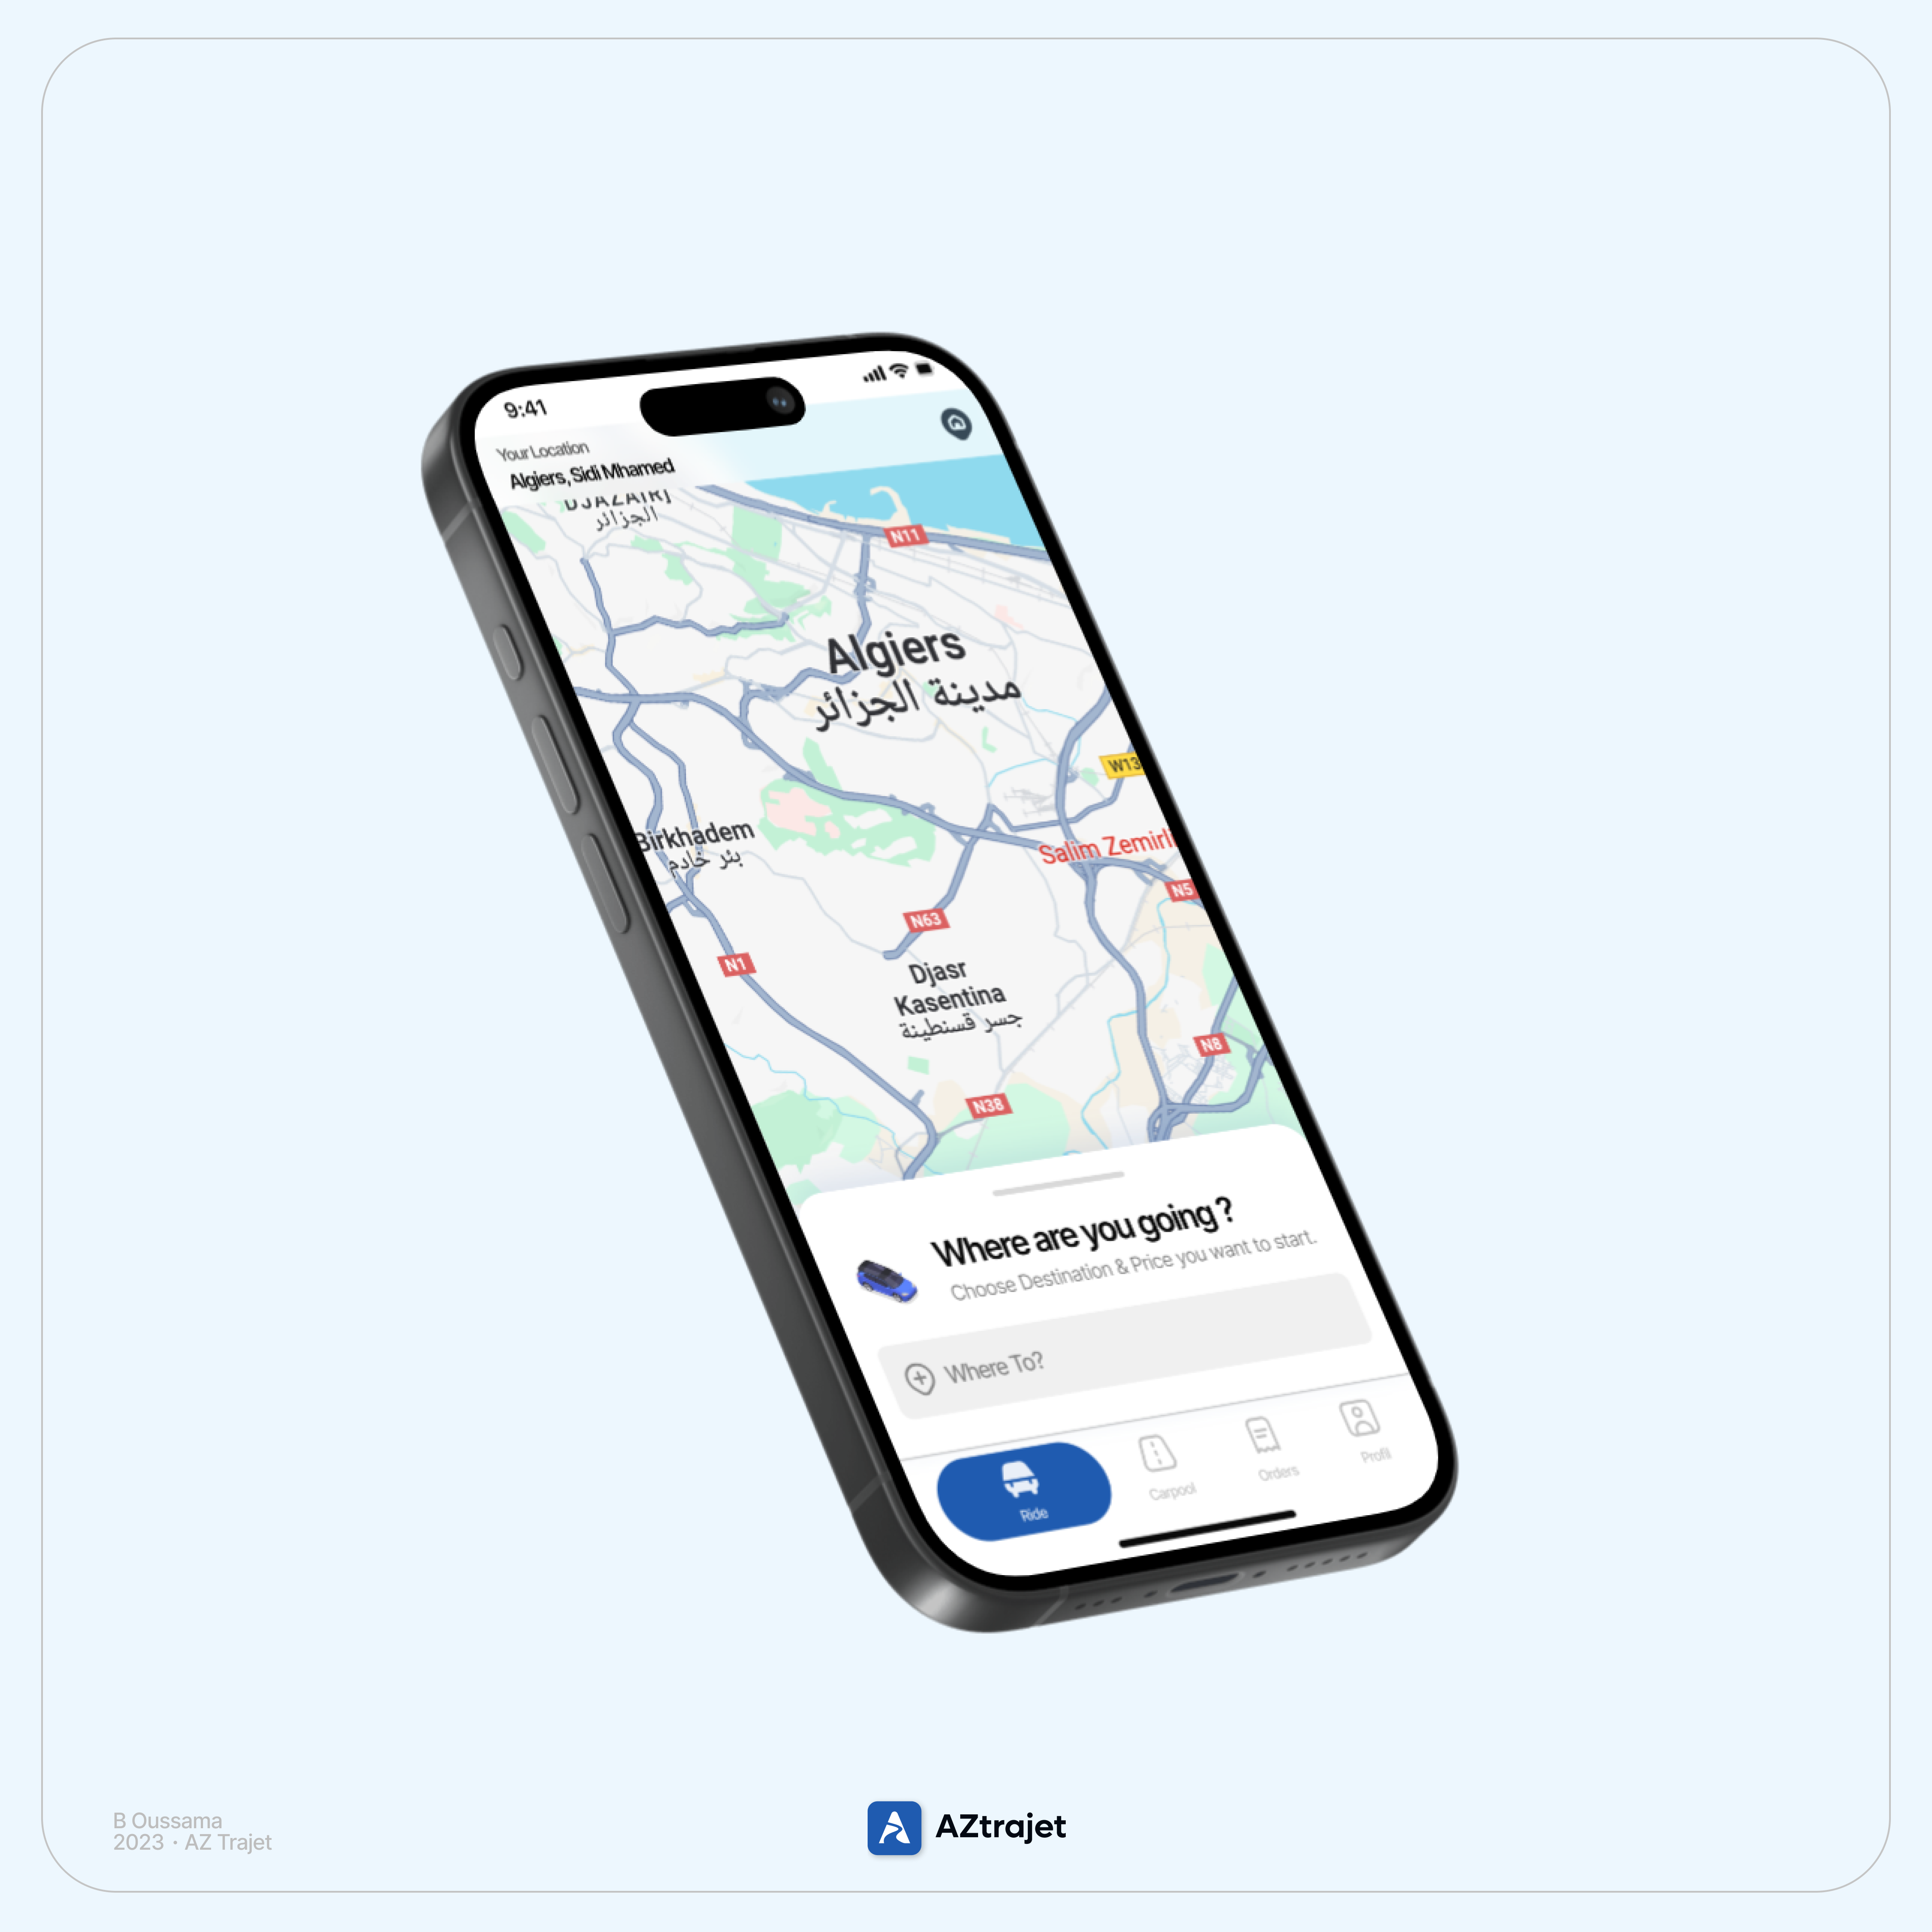 9:41
Your Location
Algiers, Sidi Mhamed
DJAZAIR]
الجزائر
N11
Algiers
مدينة الجزائر
W13
Birkhadem
بئر خادم
Salim Zemirli
N5
N63
N1
Djasr
Kasentina
جسر قسنطينة
N8
N38
Where are you going ?
Choose Destination & Price you want to start.
Where To?
Ride
Carpool
Orders
Profil
B Oussama
2023 · AZ Trajet
AZtrajet